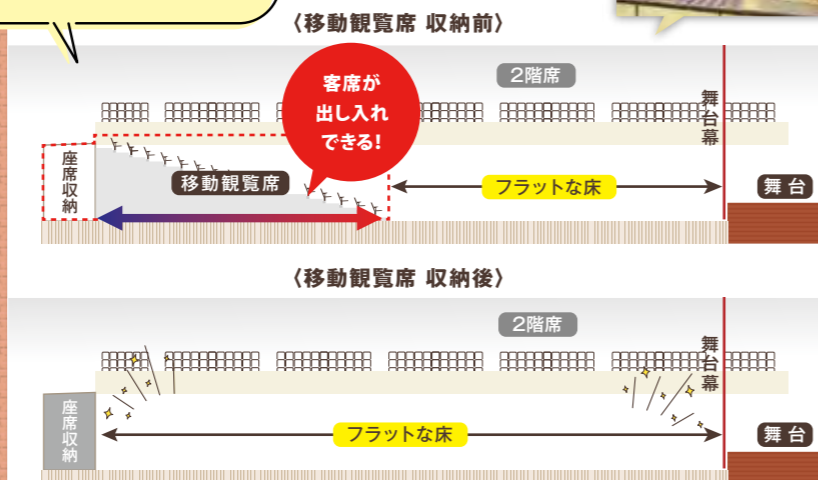 〈移動観覧席 収納前〉
客席が
出し入れ
できる!
2階席
舞台幕
座席収納
移動観覧席
フラットな床
舞台
〈移動観覧席 収納後〉
2階席
舞台幕
座席収納
フラットな床
舞台